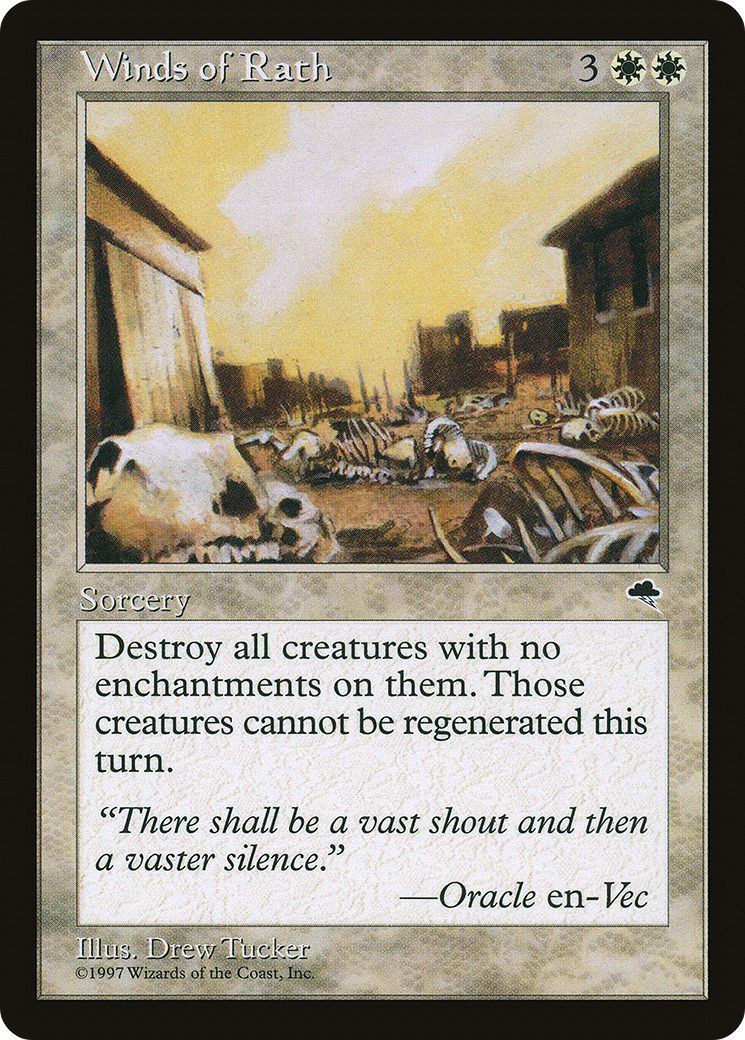 Winds of Rath 3
Sorcery
Destroy all creatures with no
enchantments on them. Those
creatures cannot be regenerated this
turn.
“There shall be a vast shout and then
a vaster silence.”
—Oracle en-Vec
Illus. Drew Tucker
©1997 Wizards of the Coast, Inc.